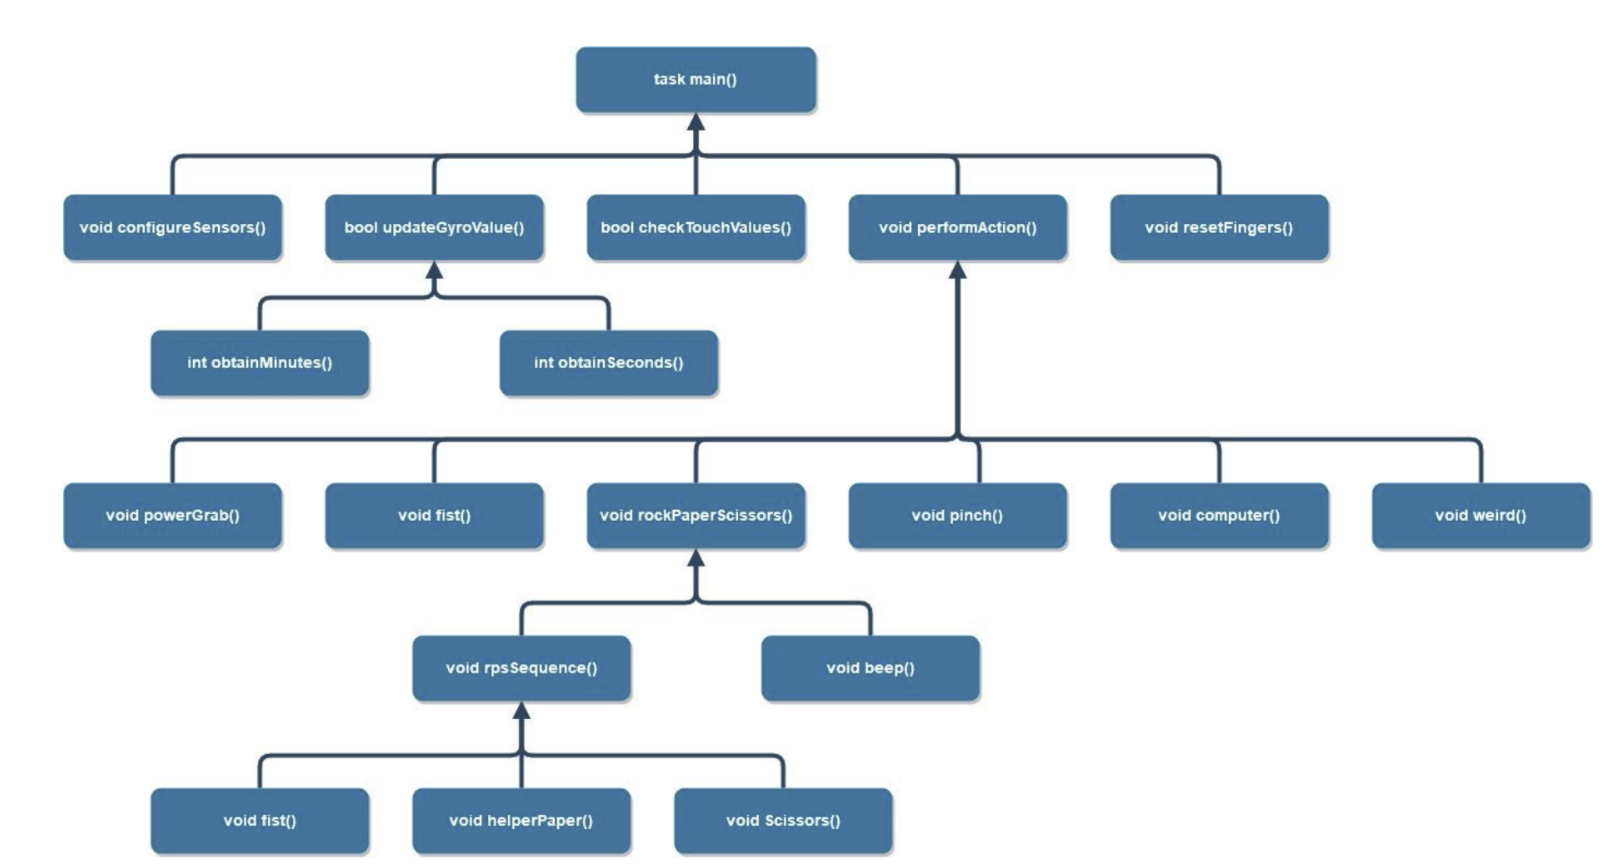 task main()
void configureSensors()
bool updateGyroValue()
bool checkTouchValues()
void performAction()
void resetFingers()
int obtainMinutes()
int obtainSeconds()
void powerGrab()
void fist()
void rockPaperScissors()
void pinch()
void computer()
void weird()
void rpsSequence()
void beep()
void fist()
void helperPaper()
void Scissors()